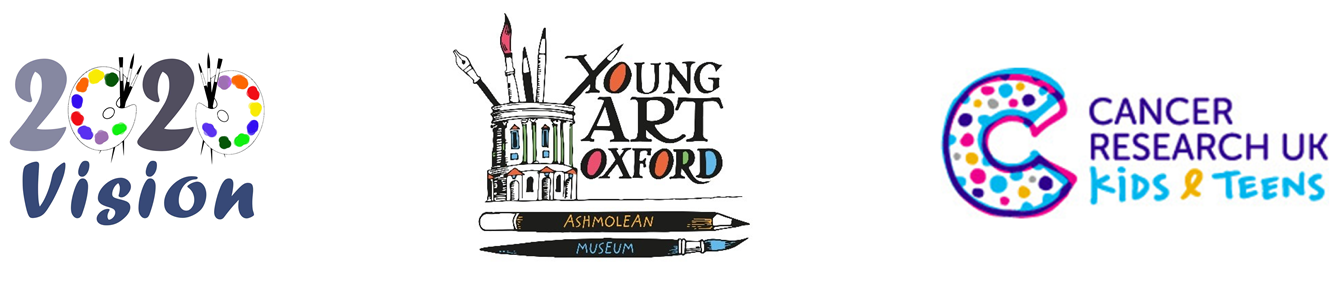 2020
Vision
YOUNG
ART
OXFORD
ASHMOLEAN
MUSEUM
CANCER
RESEARCH UK
KiDS & TEENS